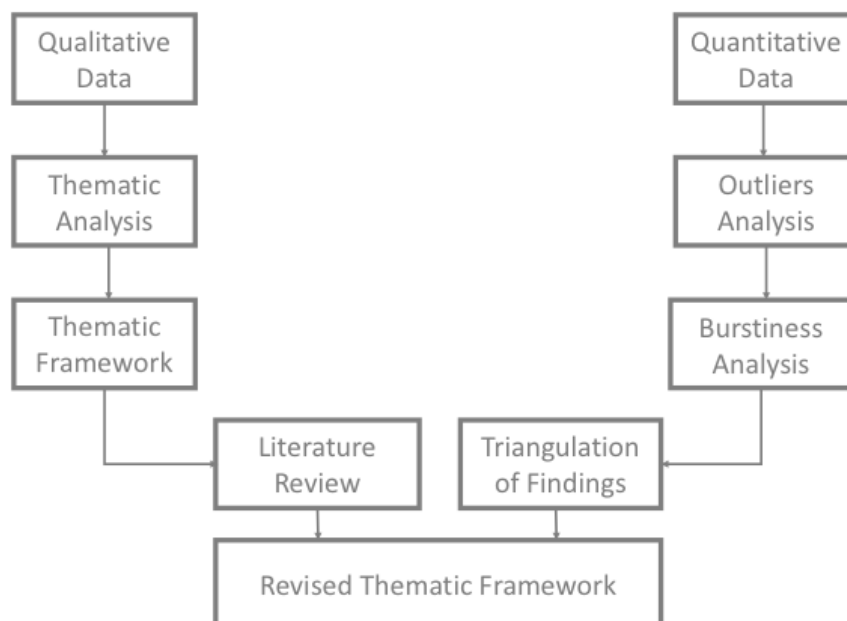 Qualitative
Data
Quantitative
Data
Thematic
Analysis
Outliers
Analysis
Thematic
Framework
Burstiness
Analysis
Literature
Review
Triangulation
of Findings
Revised Thematic Framework